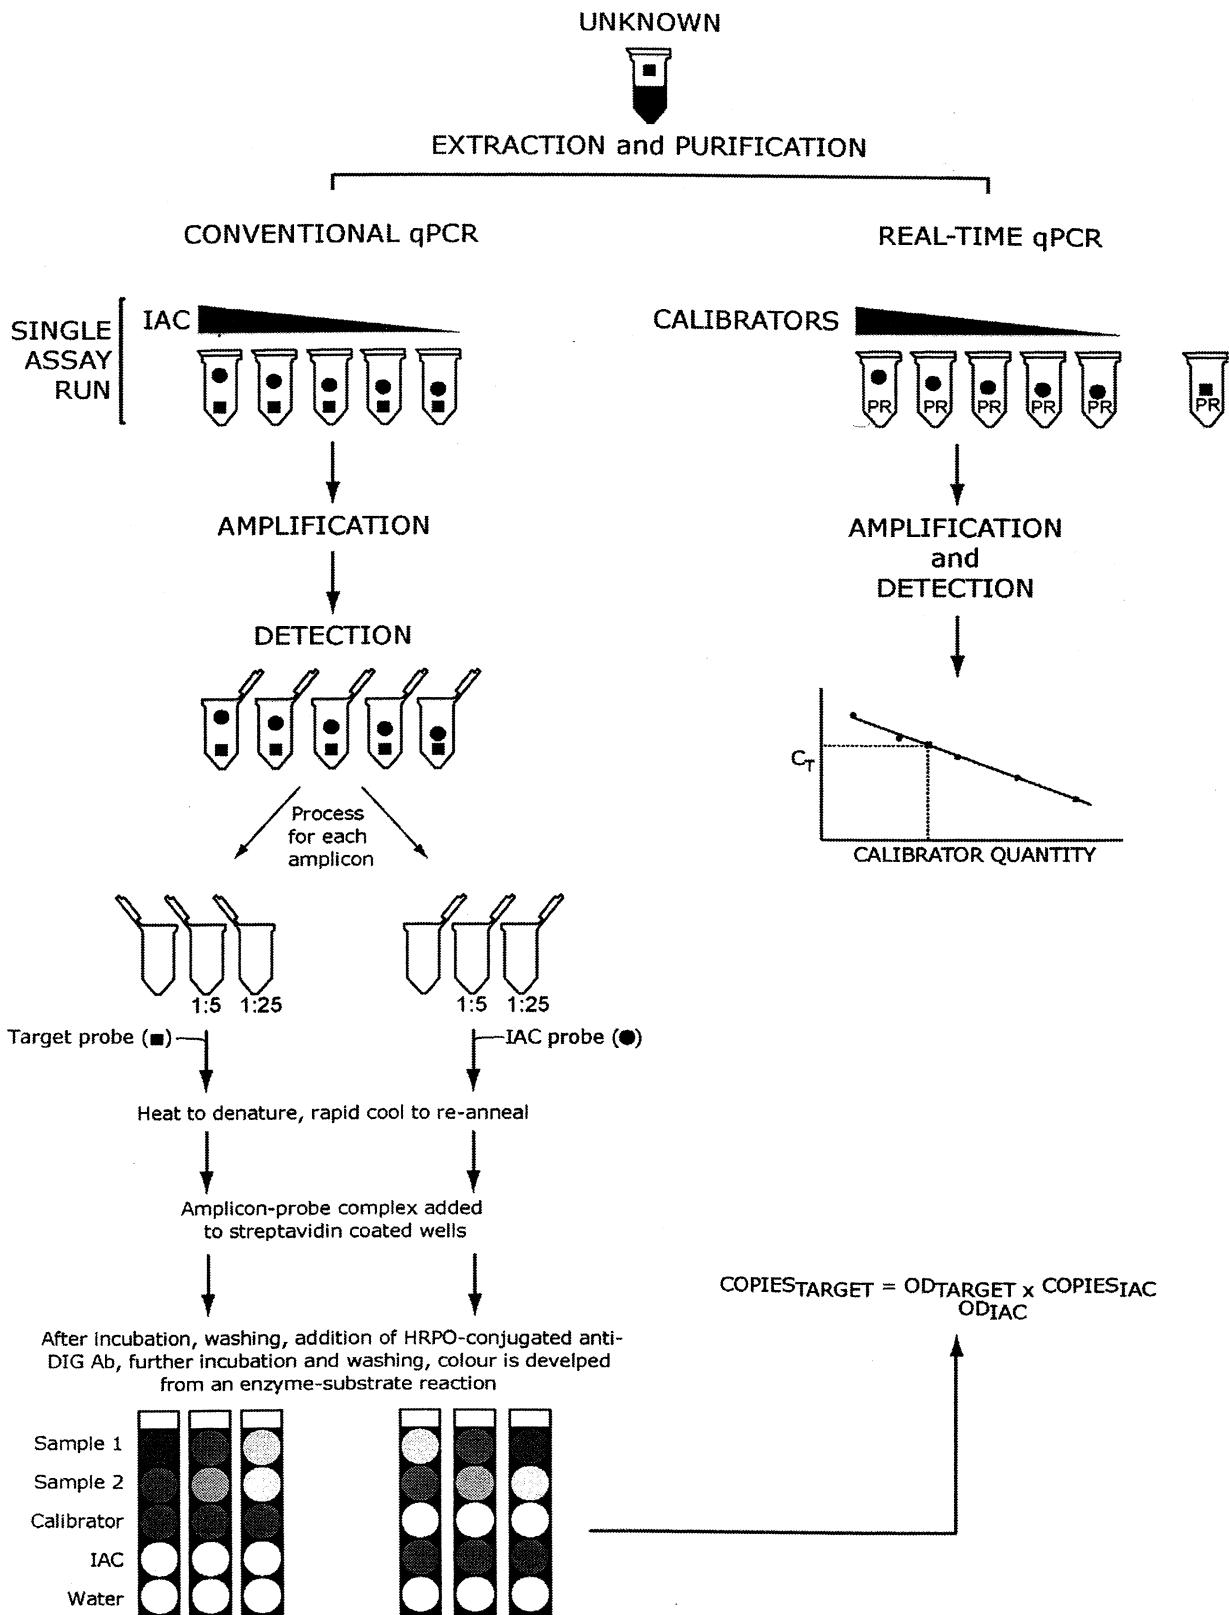 UNKNOWN
EXTRACTION and PURIFICATION
CONVENTIONAL qPCR
REAL-TIME qPCR
SINGLE
ASSAY
RUN
IAC
CALIBRATORS
PR PR PR PR PR PR
AMPLIFICATION
DETECTION
AMPLIFICATION
and
DETECTION
CT
CALIBRATOR QUANTITY
Process
for each
amplicon
1:5 1:25
1:5 1:25
Target probe (■)
IAC probe (●)
Heat to denature, rapid cool to re-anneal
Amplicon-probe complex added
to streptavidin coated wells
COPIESTARGET = ODTARGET x COPIESIAC
ODIAC
After incubation, washing, addition of HRPO-conjugated anti-
DIG Ab, further incubation and washing, colour is develped
from an enzyme-substrate reaction
Sample 1
Sample 2
Calibrator
IAC
Water